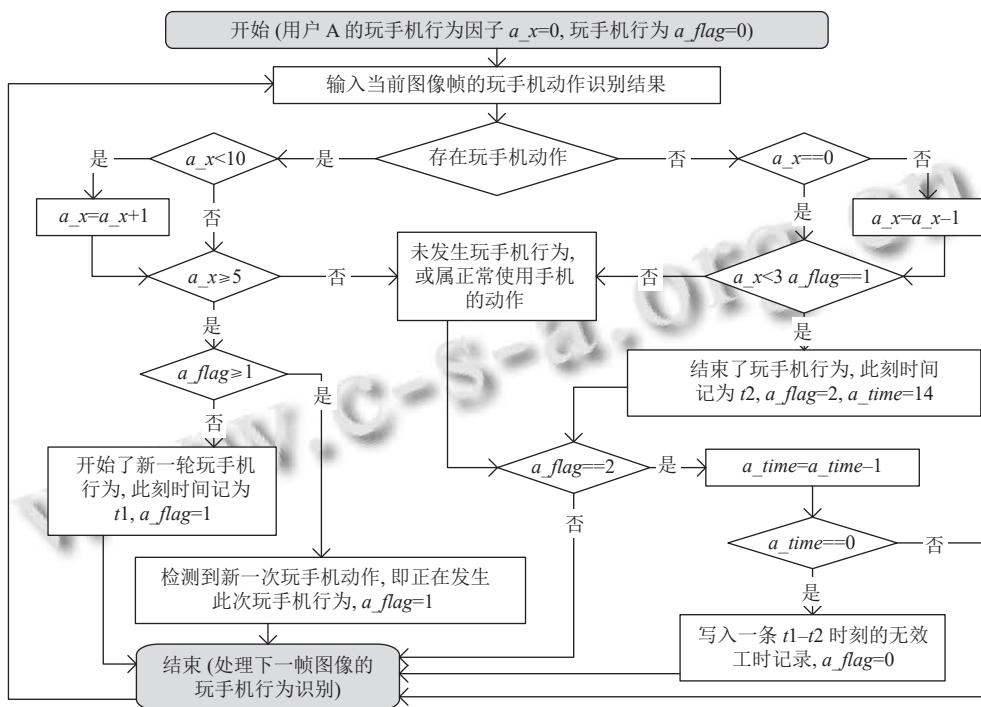 开始 (用户 A 的玩手机行为因子 a_x=0, 玩手机行为 a_flag=0)
输入当前图像帧的玩手机动作识别结果
是
a_x<10
是
存在玩手机动作
否
a_x==0
否
a_x=a_x+1
否
是
a_x=a_x–1
未发生玩手机行为,
或属正常使用手机
的动作
a_x≥5
否
否
a_x<3 a_flag==1
是
是
a_flag≥1
是
结束了玩手机行为, 此刻时间
记为 t2, a_flag=2, a_time=14
否
开始了新一轮玩手机
行为, 此刻时间记为
t1, a_flag=1
a_flag==2
是
a_time=a_time–1
否
a_time==0
否
检测到新一次玩手机动作, 即正在发生
此次玩手机行为, a_flag=1
是
写入一条 t1–t2 时刻的无效
工时记录, a_flag=0
结束 (处理下一帧图像的
玩手机行为识别)
www.c-s-a.org.cn